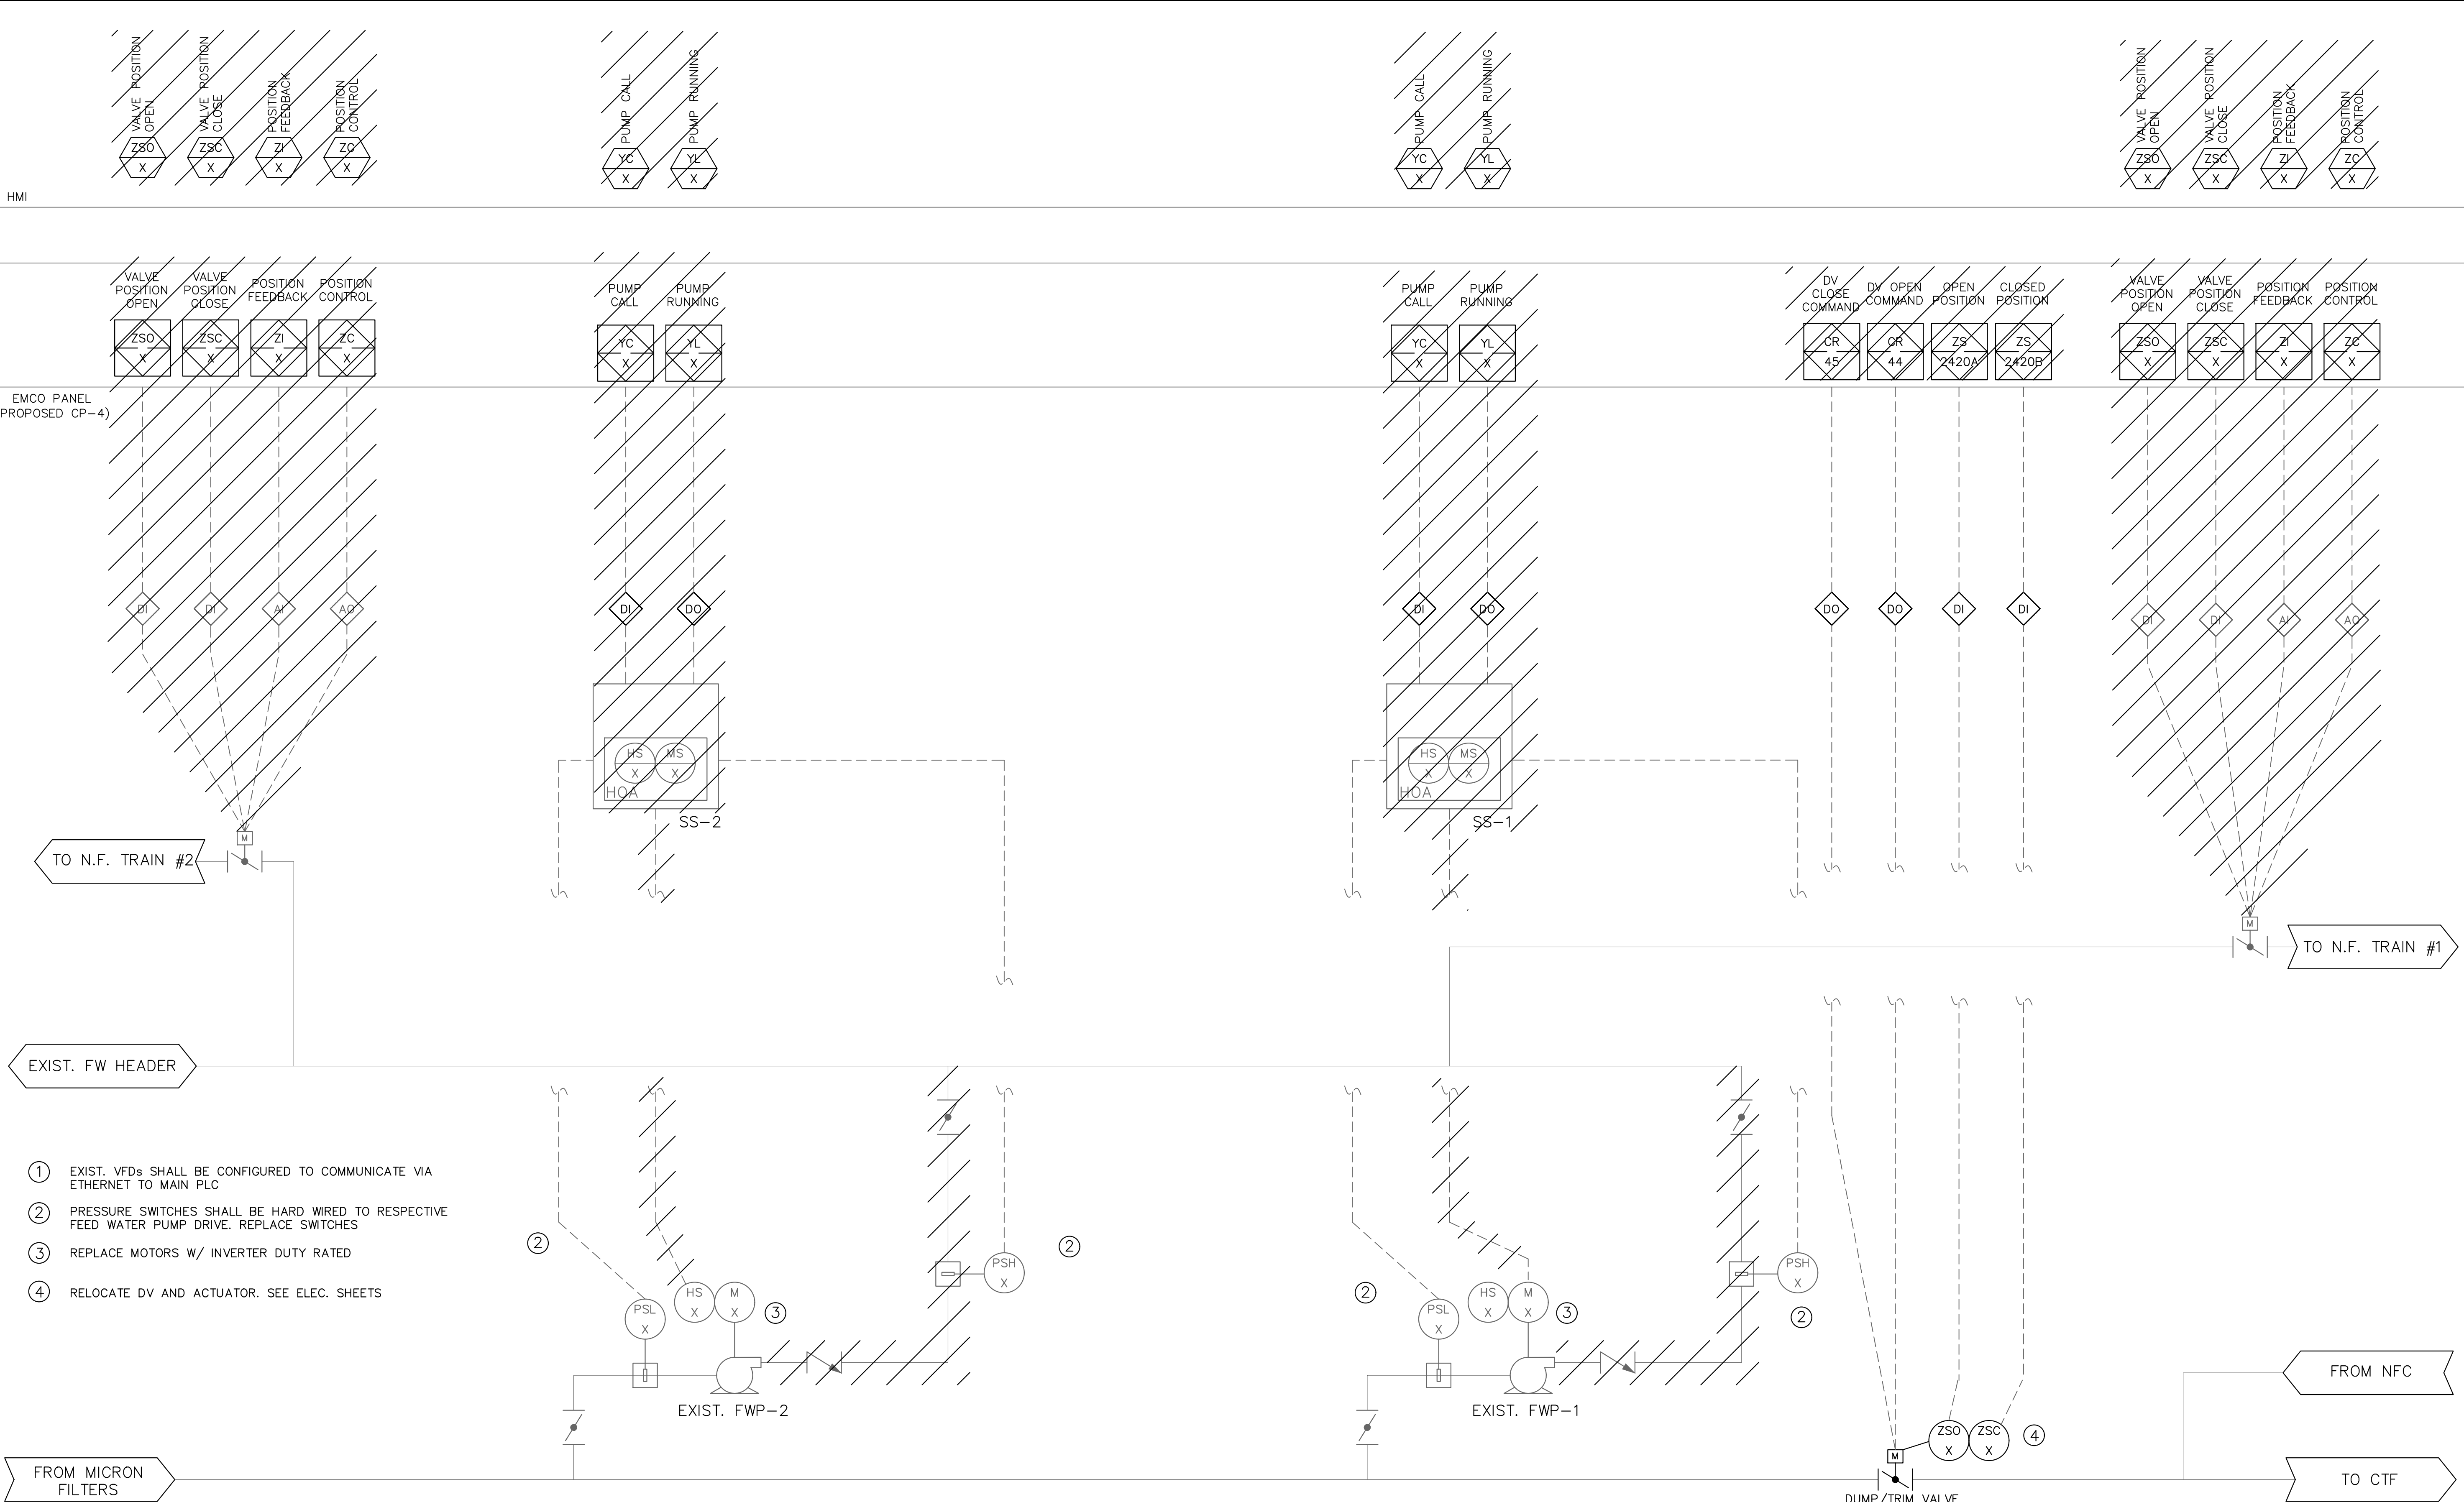 VALVE POSITION
OPEN
VALVE POSITION
CLOSE
POSITION
FEEDBACK
POSITION
CONTROL
PUMP CALL
PUMP RUNNING
PUMP CALL
PUMP RUNNING
VALVE POSITION
OPEN
VALVE POSITION
CLOSE
POSITION
FEEDBACK
POSITION
CONTROL
ZSO
X
ZSC
X
ZI
X
ZC
X
YC
X
YL
X
YC
X
YL
X
ZSO
X
ZSC
X
ZI
X
ZC
X
HMI
VALVE
POSITION
OPEN
VALVE
POSITION
CLOSE
POSITION
FEEDBACK
POSITION
CONTROL
PUMP
CALL
PUMP
RUNNING
PUMP
CALL
PUMP
RUNNING
DV
CLOSE
COMMAND
DV OPEN
COMMAND
OPEN
POSITION
CLOSED
POSITION
VALVE
POSITION
OPEN
VALVE
POSITION
CLOSE
POSITION
FEEDBACK
POSITION
CONTROL
ZSO
X
ZSC
X
ZI
X
ZC
X
YC
X
YL
X
YC
X
YL
X
CR
45
CR
44
ZS
2420A
ZS
2420B
ZSO
X
ZSC
X
ZI
X
ZC
X
EMCO PANEL
PROPOSED CP-4)
DI
DI
AI
AO
DI
DO
DI
DO
DO
DO
DI
DI
DI
DI
AI
AO
HS
X
MS
X
HOA
SS-2
HS
X
MS
X
HOA
SS-1
M
TO N.F. TRAIN #2
M
TO N.F. TRAIN #1
EXIST. FW HEADER
1 EXIST. VFDs SHALL BE CONFIGURED TO COMMUNICATE VIA
ETHERNET TO MAIN PLC
2 PRESSURE SWITCHES SHALL BE HARD WIRED TO RESPECTIVE
FEED WATER PUMP DRIVE. REPLACE SWITCHES
3 REPLACE MOTORS W/ INVERTER DUTY RATED
4 RELOCATE DV AND ACTUATOR. SEE ELEC. SHEETS
2
PSL
X
HS
X
M
X
3
PSH
X
2
EXIST. FWP-2
2
PSL
X
HS
X
M
X
3
PSH
X
2
EXIST. FWP-1
FROM NFC
ZSO
X
ZSC
X
4
M
FROM MICRON
FILTERS
TO CTF
DUMP/TRIM VALVE